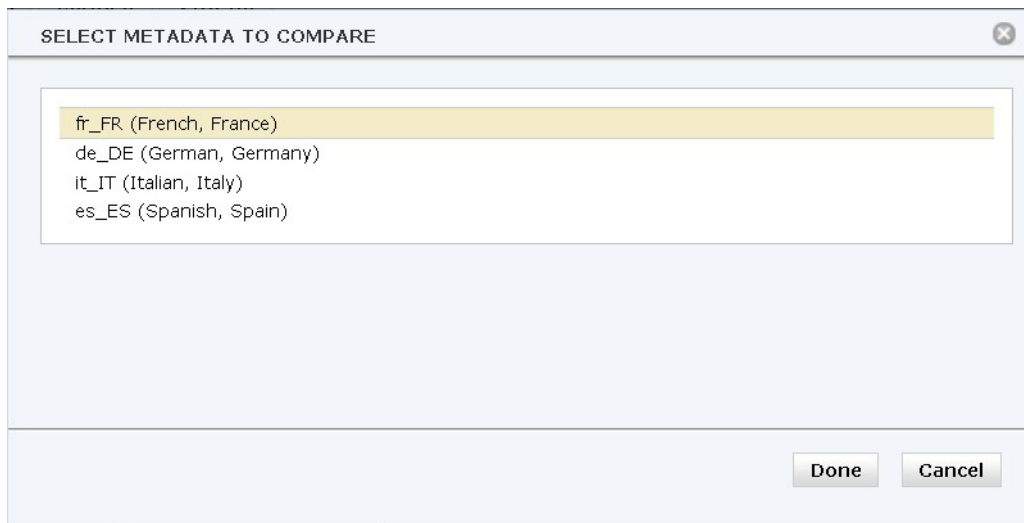 SELECT METADATA TO COMPARE
fr_FR (French, France)
de_DE (German, Germany)
it_IT (Italian, Italy)
es_ES (Spanish, Spain)
Done Cancel